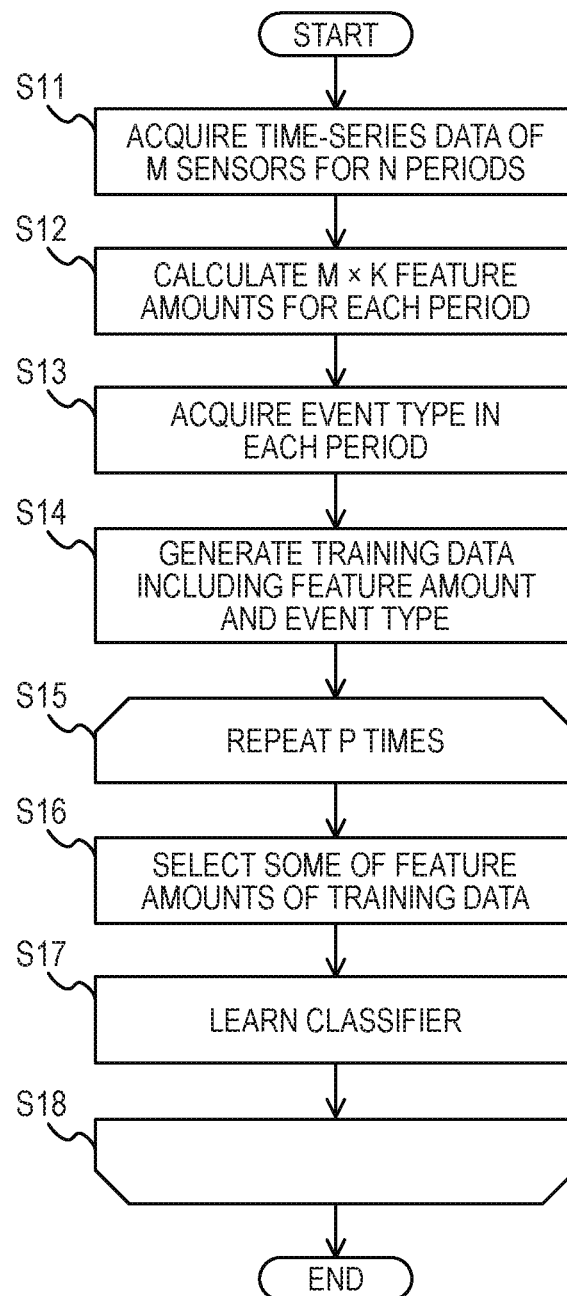 START
S11
ACQUIRE TIME-SERIES DATA OF
M SENSORS FOR N PERIODS
S12
CALCULATE M × K FEATURE
AMOUNTS FOR EACH PERIOD
S13
ACQUIRE EVENT TYPE IN
EACH PERIOD
S14
GENERATE TRAINING DATA
INCLUDING FEATURE AMOUNT
AND EVENT TYPE
S15
REPEAT P TIMES
S16
SELECT SOME OF FEATURE
AMOUNTS OF TRAINING DATA
S17
LEARN CLASSIFIER
S18
END